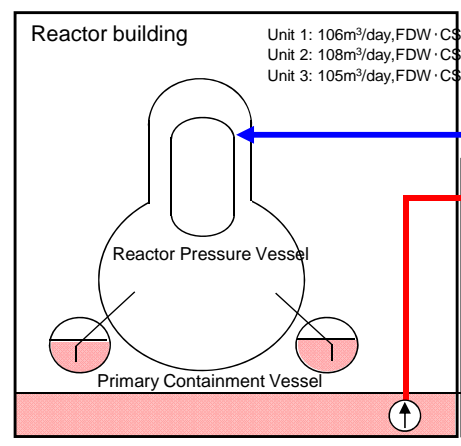 Reactor building
Unit 1: 106m³/day,FDW･CS
Unit 2: 108m³/day,FDW･CS
Unit 3: 105m³/day,FDW･CS
Reactor Pressure Vessel
Primary Containment Vessel